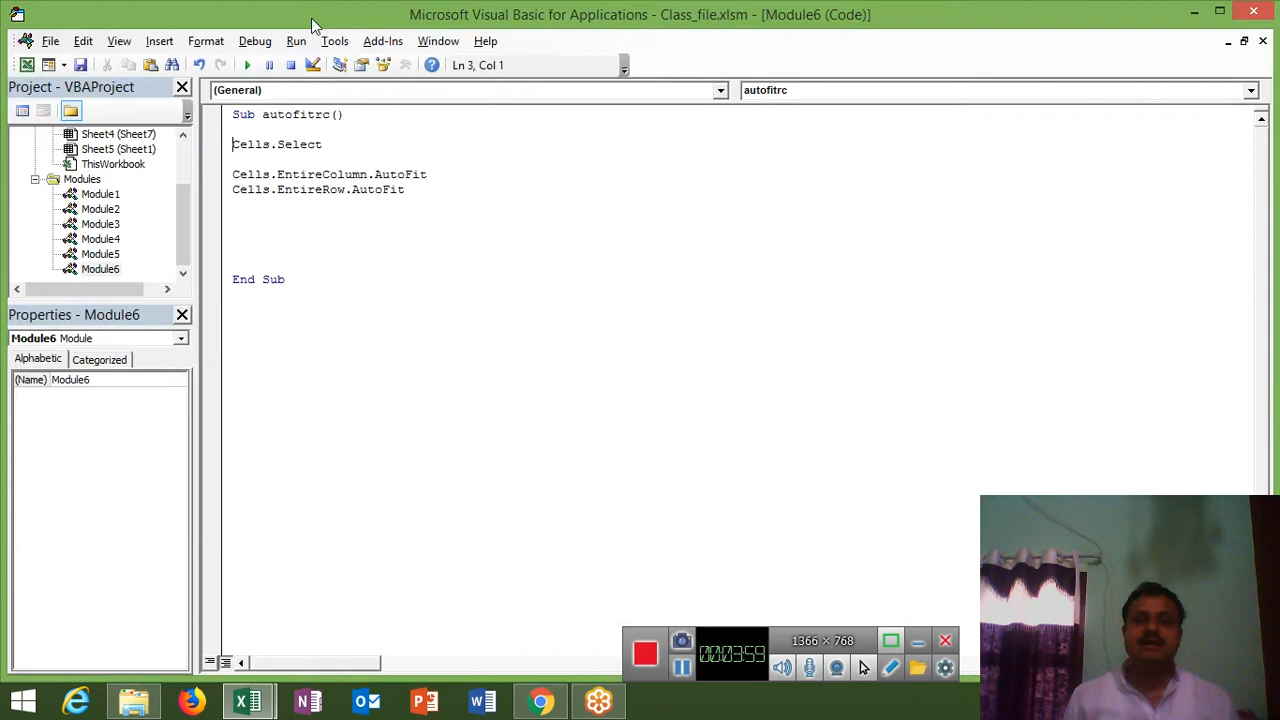 Microsoft Visual Basic for Applications - Class_file.xlsm - [Module6 (Code)]
File Edit View Insert Format Debug Run Tools Add-Ins Window Help
Ln 3, Col 1
Project - VBAProject
(General)
autofitrc
Sheet4 (Sheet7)
Sheet5 (Sheet1)
ThisWorkbook
Modules
Module1
Module2
Module3
Module4
Module5
Module6
Sub autofitrc()
Cells.Select
Cells.EntireColumn.AutoFit
Cells.EntireRow.AutoFit
End Sub
Properties - Module6
Module6 Module
Alphabetic Categorized
(Name) Module6
00:03:59
1366 × 768